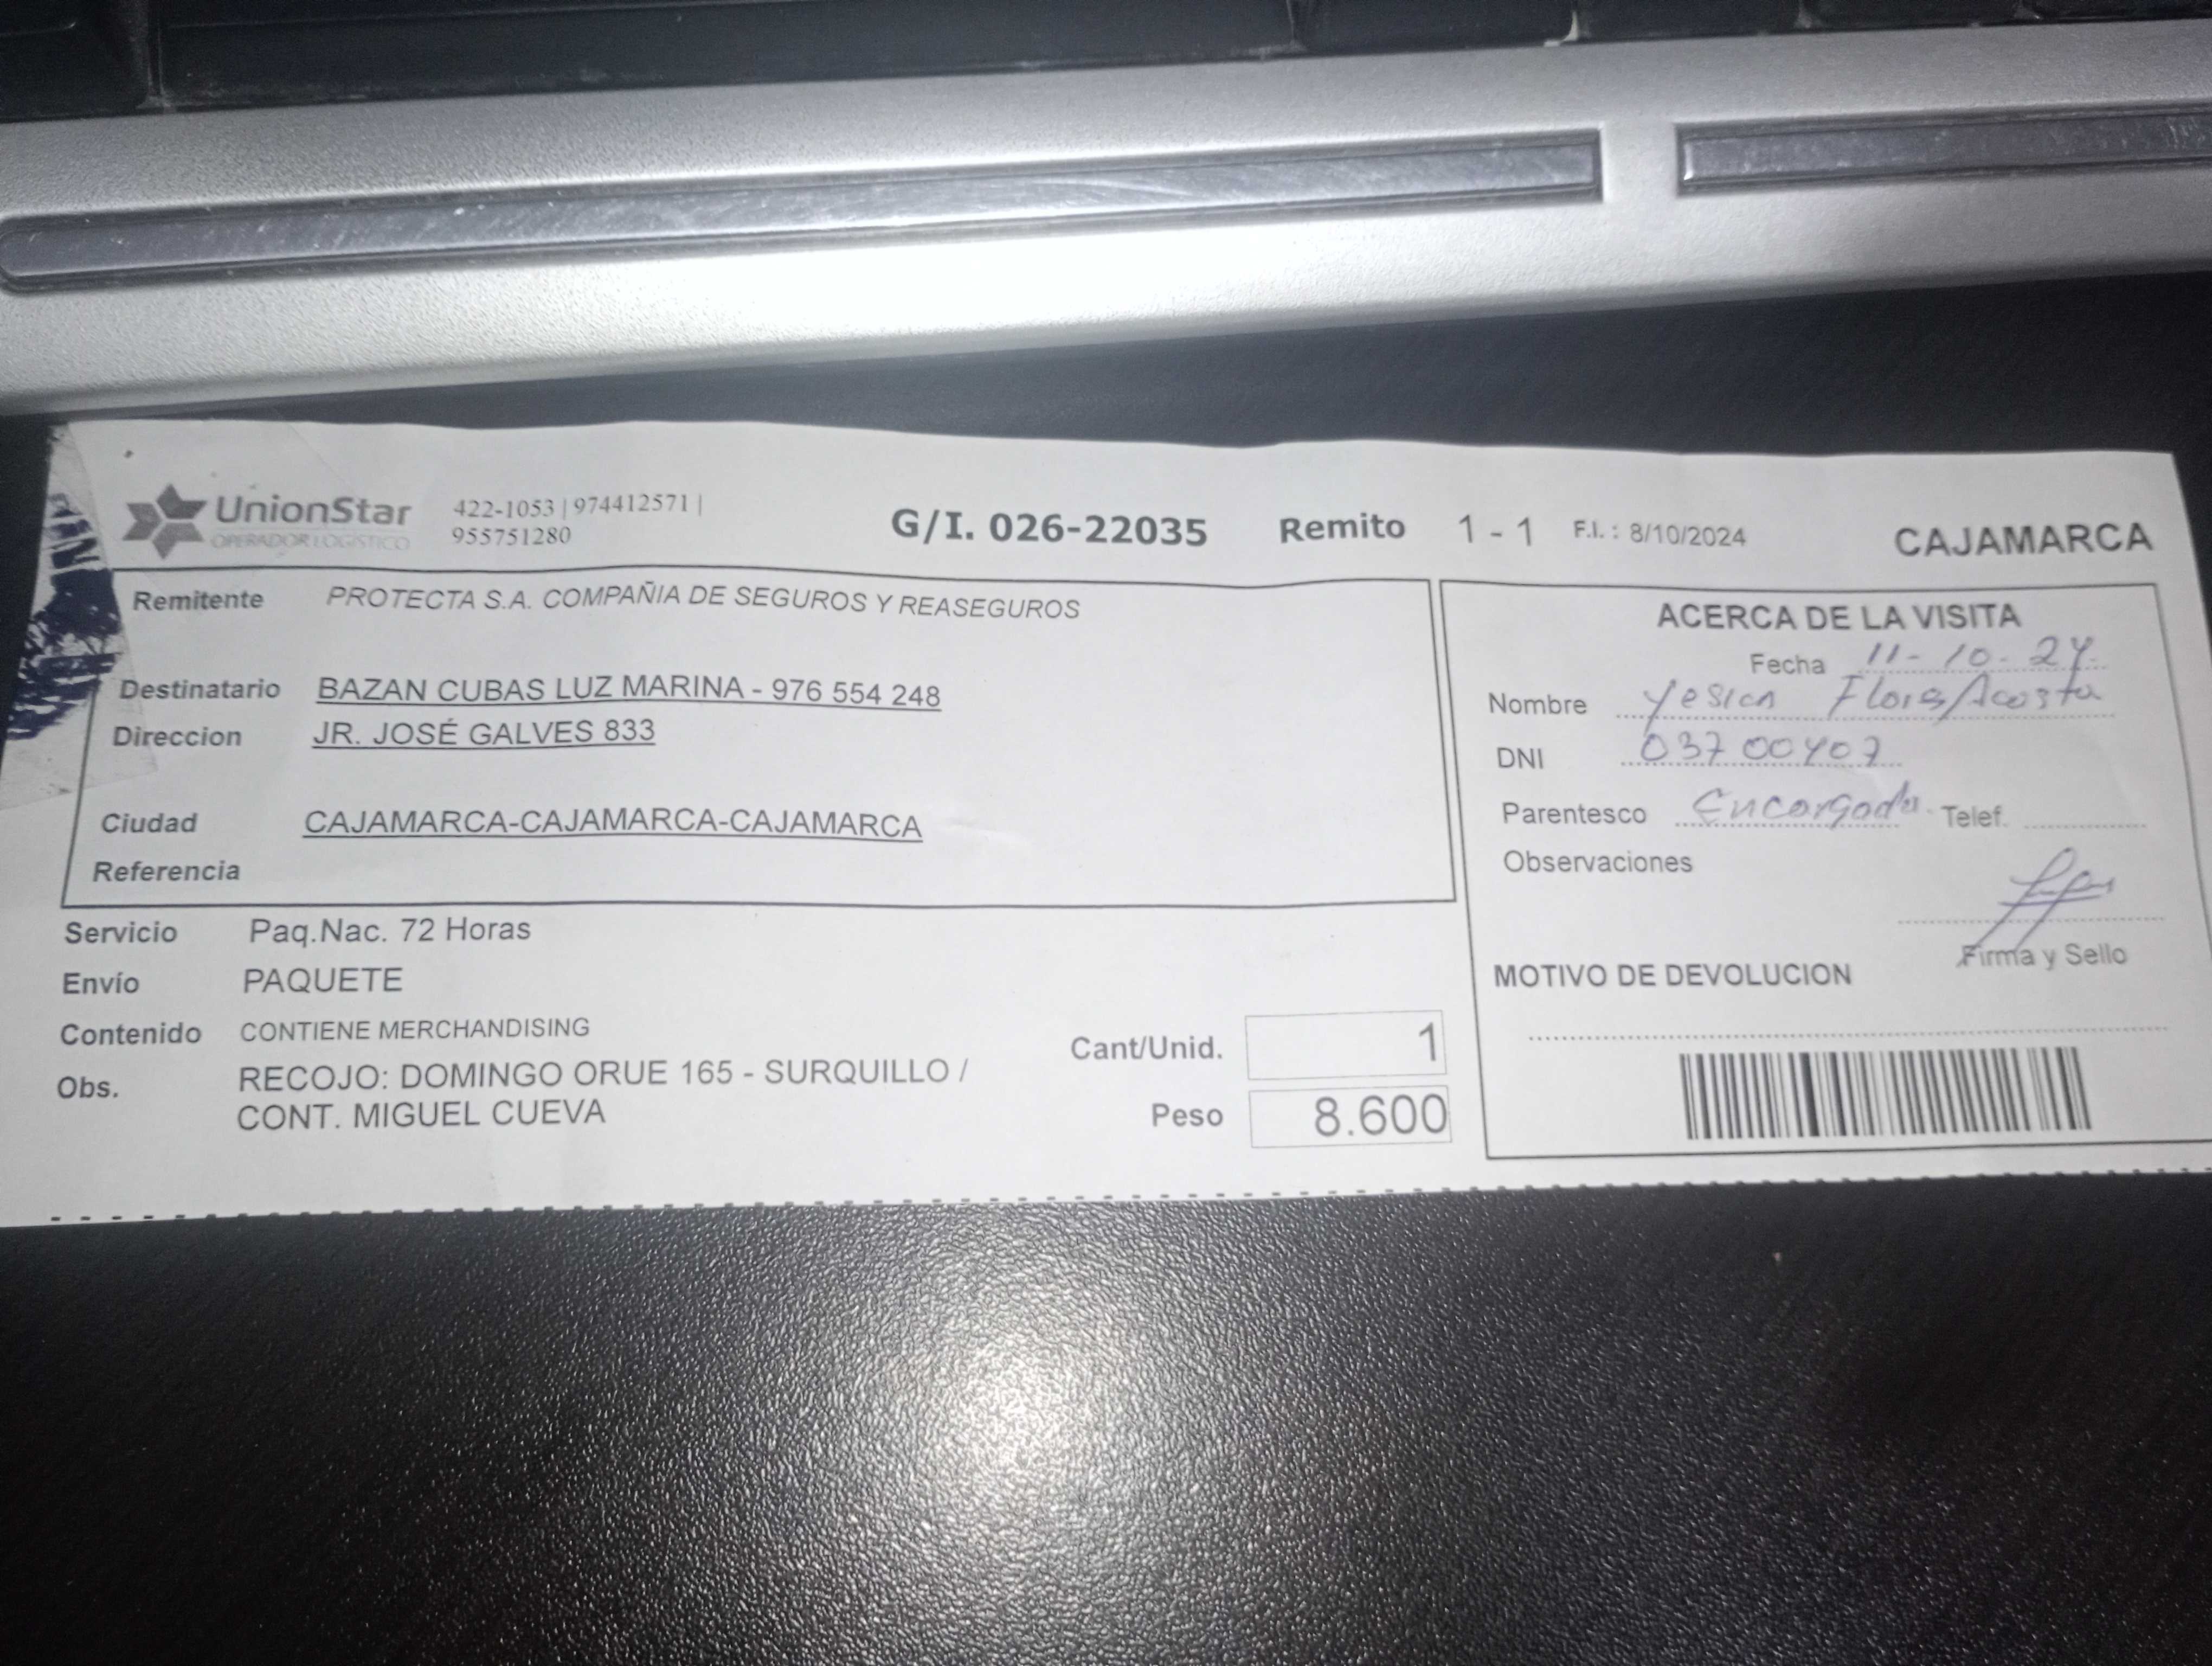 UnionStar
OPERADOR LOGISTICO
422-1053 | 974412571 |
955751280
G/I. 026-22035 Remito 1 - 1 F.I. : 8/10/2024 CAJAMARCA
Remitente PROTECTA S.A. COMPAÑIA DE SEGUROS Y REASEGUROS
Destinatario BAZAN CUBAS LUZ MARINA - 976 554 248
Direccion JR. JOSÉ GALVES 833
Ciudad CAJAMARCA-CAJAMARCA-CAJAMARCA
Referencia
Servicio Paq.Nac. 72 Horas
Envío PAQUETE
Contenido CONTIENE MERCHANDISING
Obs. RECOJO: DOMINGO ORUE 165 - SURQUILLO /
CONT. MIGUEL CUEVA
Cant/Unid. 1
Peso 8.600
ACERCA DE LA VISITA
Fecha 11-10-24
Nombre Acosta
DNI 03700407
Parentesco Encargada Telef.
Observaciones
Firma y Sello
MOTIVO DE DEVOLUCION